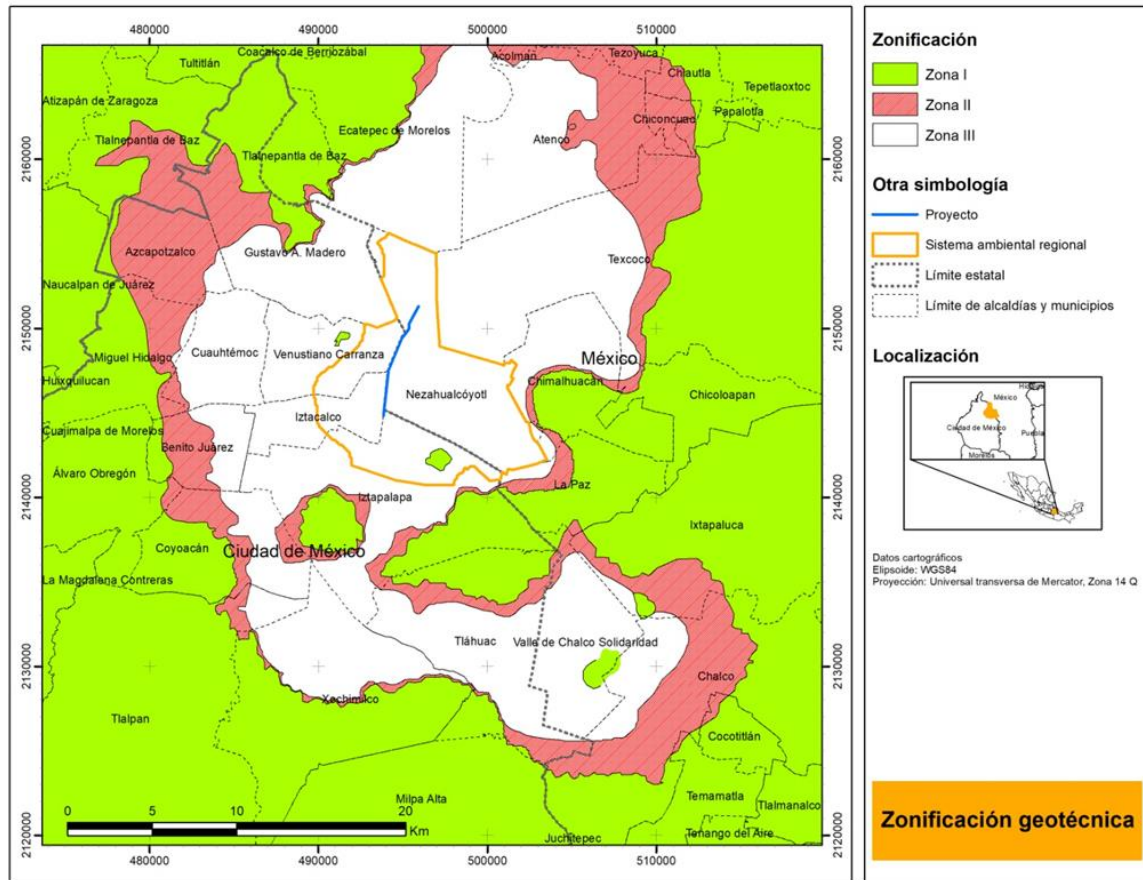 480000
490000
500000
510000
Coacalco de Berriozábal
Acolman
Tezoyuca
Tultitlán
Chiautla
Tepetlaoxtoc
Atizapán de Zaragoza
Papalotla
Ecatepec de Morelos
Chiconcuac
Tlalnepantla de Baz
Atenco
Tlalnepantla de Baz
2160000
2160000
Azcapotzalco
Gustavo A. Madero
Texcoco
Naucalpan de Juárez
2150000
2150000
Miguel Hidalgo
Cuauhtémoc
Venustiano Carranza
México
Huixquilucan
Nezahualcóyotl
Chimalhuacán
Chicoloapan
Iztacalco
Cuajimalpa de Morelos
Benito Juárez
Álvaro Obregón
La Paz
2140000
2140000
Iztapalapa
Ixtapaluca
Coyoacán
Ciudad de México
La Magdalena Contreras
Tláhuac
Valle de Chalco Solidaridad
2130000
2130000
Chalco
Xochimilco
Tlalpan
Cocotitlán
Milpa Alta
Temamatla
Tlalmanalco
0 5 10 20
Km
Juchitepec
Tenango del Aire
2120000
2120000
480000
490000
500000
510000
Zonificación
Zona I
Zona II
Zona III
Otra simbología
Proyecto
Sistema ambiental regional
Límite estatal
Límite de alcaldías y municipios
Localización
México
Ciudad de México
Puebla
Morelos
Datos cartográficos
Elipsoide: WGS84
Proyección: Universal transversa de Mercator, Zona 14 Q
Zonificación geotécnica